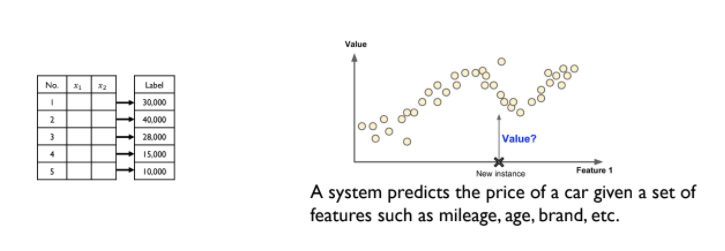 No. x₁ x₂ Label
1 30,000
2 40,000
3 28,000
4 15,000
5 10,000
Value
Value?
New instance
Feature 1
A system predicts the price of a car given a set of
features such as mileage, age, brand, etc.